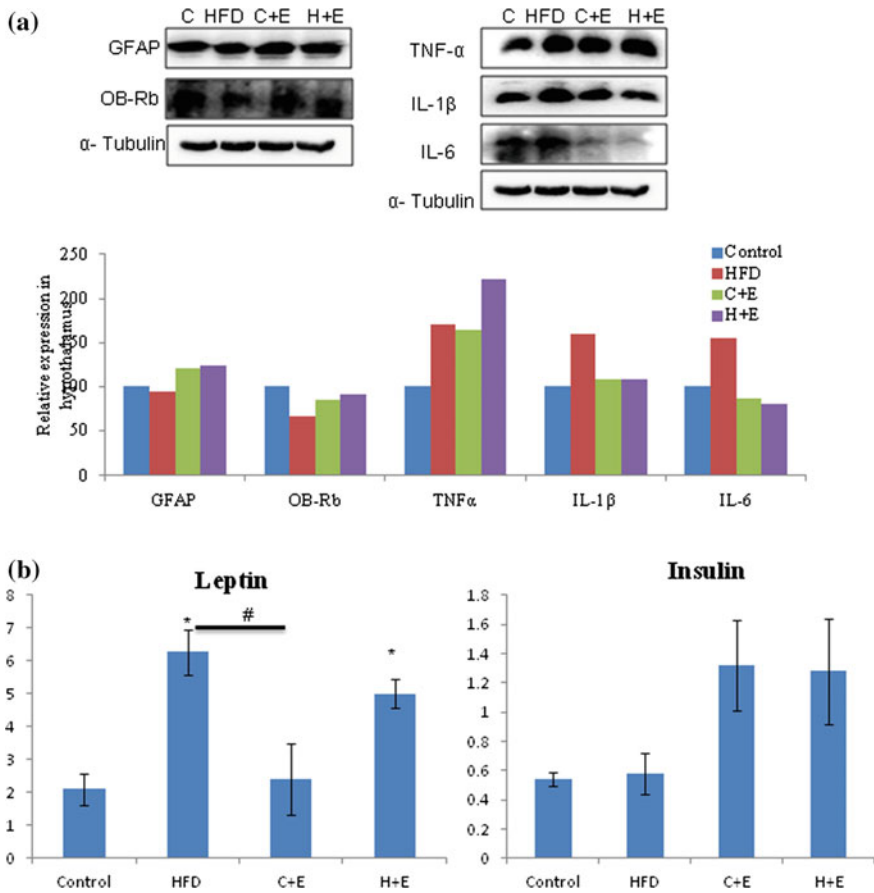 (a)
C HFD C+E H+E
GFAP
OB-Rb
α- Tubulin
C HFD C+E H+E
TNF-α
IL-1β
IL-6
α- Tubulin
Relative expression in
hypothalamus
250
200
150
100
50
0
Control
HFD
C+E
H+E
GFAP OB-Rb TNFα IL-1β IL-6
(b)
Leptin
8
7
6
5
4
3
2
1
0
* # *
Control HFD C+E H+E
Insulin
1.8
1.6
1.4
1.2
1
0.8
0.6
0.4
0.2
0
Control HFD C+E H+E